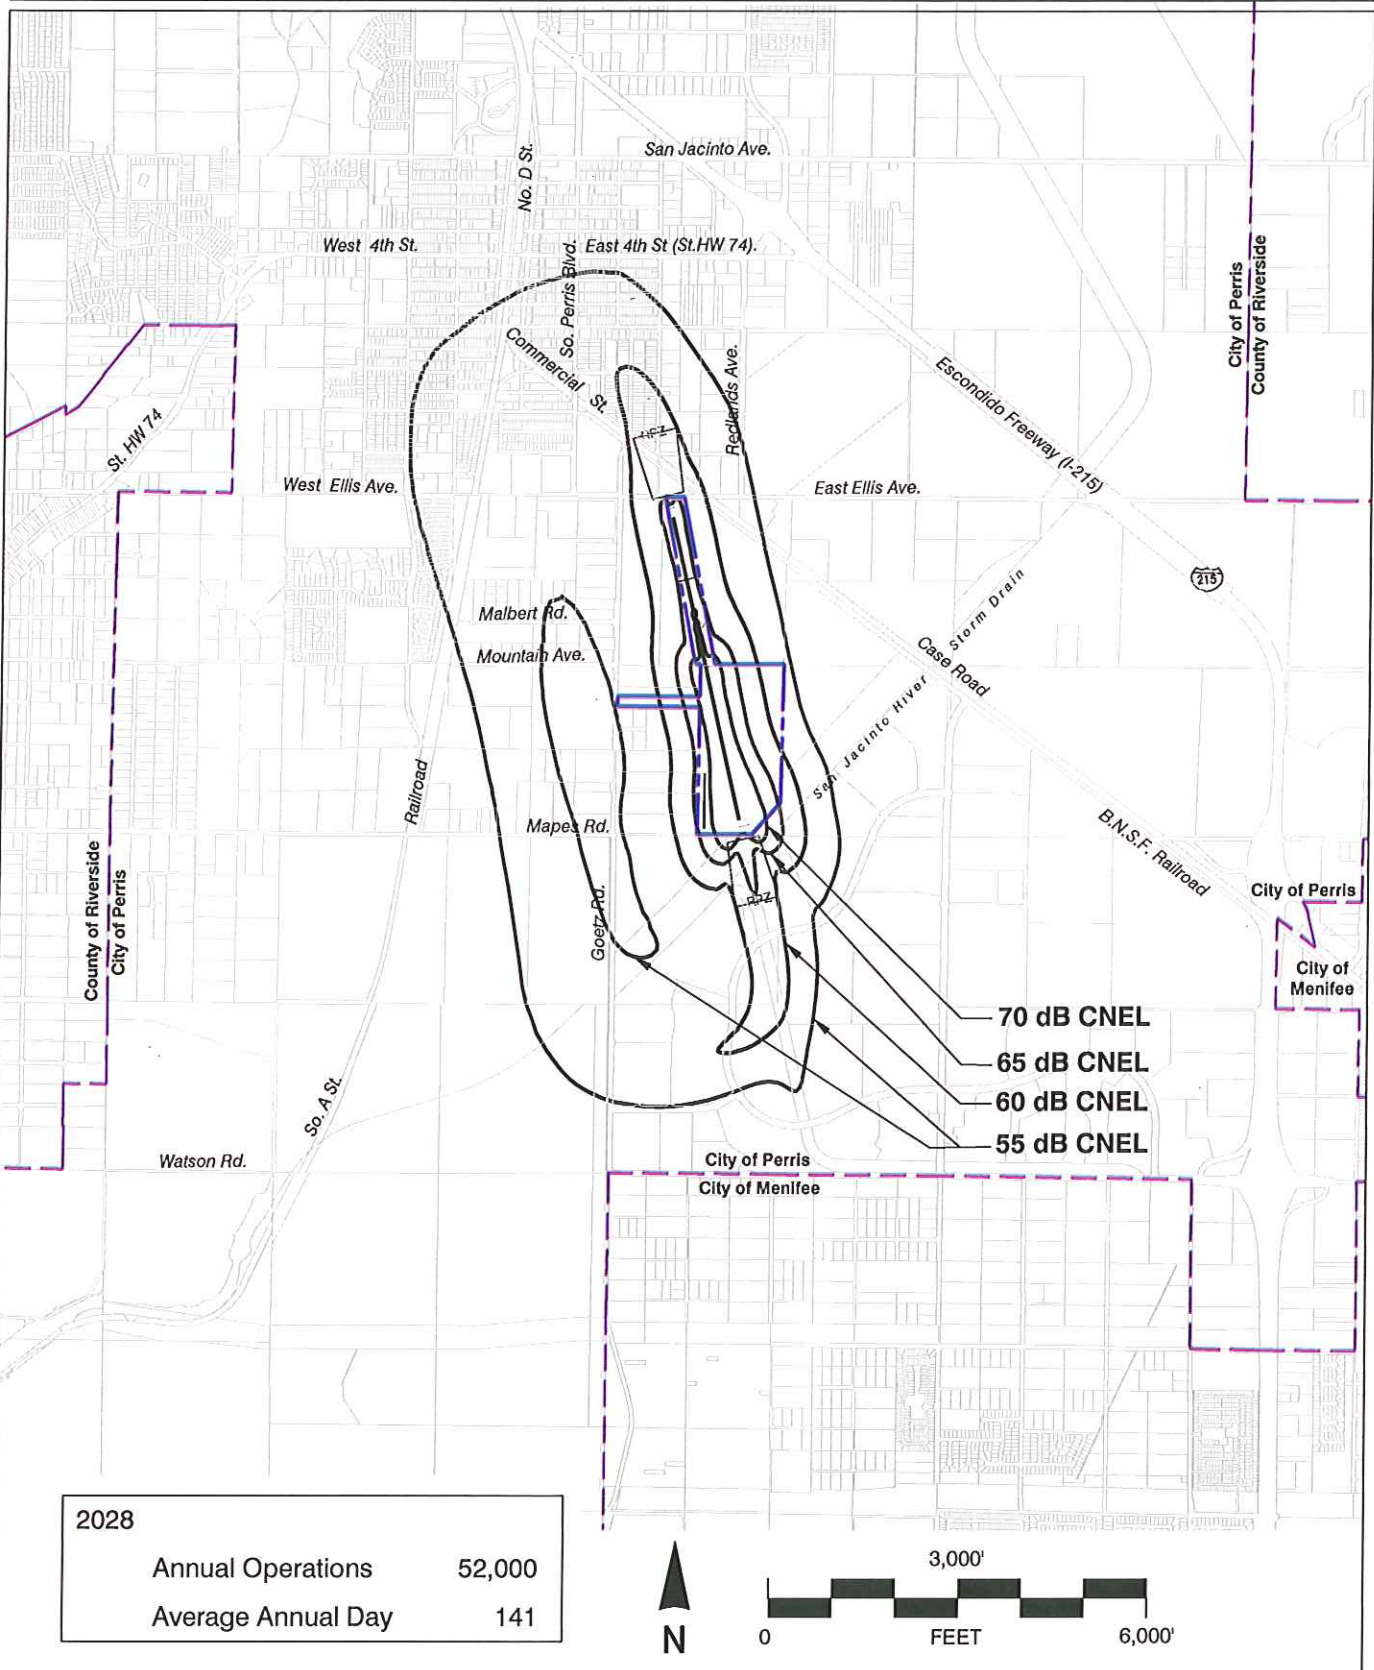 San Jacinto Ave.
No. D St.
West 4th St.
So. Perris Blvd.
East 4th St (St.HW 74).
City of Perris
County of Riverside
Commercial St.
Redlands Ave.
Escondido Freeway (I-215)
St. HW 74
RPZ
West Ellis Ave.
East Ellis Ave.
215
Malbert Rd.
Mountain Ave.
San Jacinto River Storm Drain
Case Road
Railroad
Mapes Rd.
B.N.S.F. Railroad
County of Riverside
City of Perris
Goetz Rd.
RPZ
City of Perris
City of
Menifee
70 dB CNEL
65 dB CNEL
60 dB CNEL
55 dB CNEL
So. A St.
Watson Rd.
City of Perris
City of Menifee
2028
Annual Operations 52,000
Average Annual Day 141
N
3,000'
0 FEET 6,000'